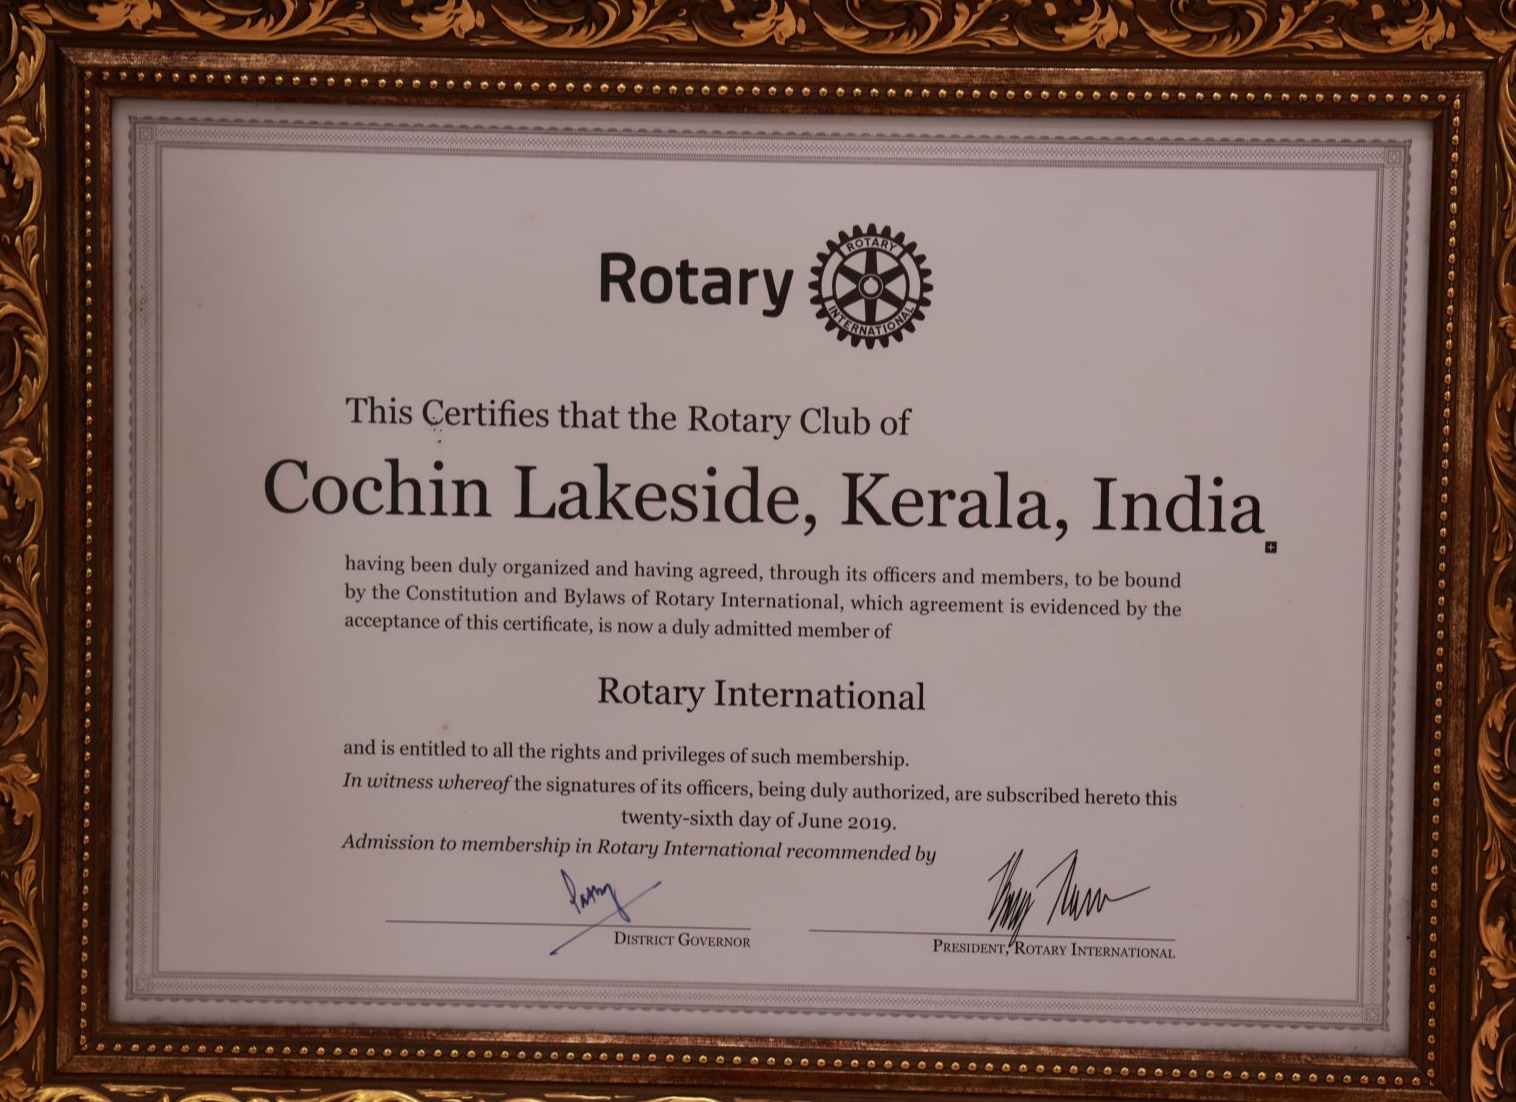 Rotary
ROTARY
INTERNATIONAL
This Certifies that the Rotary Club of
Cochin Lakeside, Kerala, India
having been duly organized and having agreed, through its officers and members, to be bound
by the Constitution and Bylaws of Rotary International, which agreement is evidenced by the
acceptance of this certificate, is now a duly admitted member of
Rotary International
and is entitled to all the rights and privileges of such membership.
In witness whereof the signatures of its officers, being duly authorized, are subscribed hereto this
twenty-sixth day of June 2019.
Admission to membership in Rotary International recommended by
DISTRICT GOVERNOR
PRESIDENT, ROTARY INTERNATIONAL